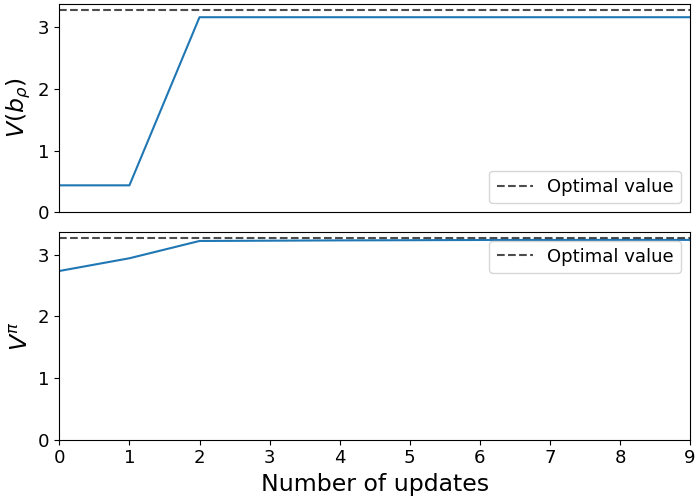 3
2
1
0
V(b_ρ)
Optimal value
3
2
1
0
V^π
Optimal value
0 1 2 3 4 5 6 7 8 9
Number of updates